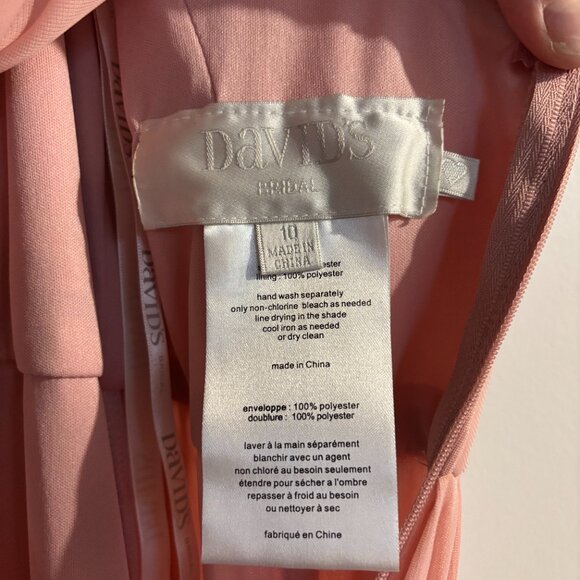 DAVID'S
BRIDAL
10
MADE IN
CHINA
lining : 100% polyester
hand wash separately
only non-chlorine bleach as needed
line drying in the shade
cool iron as needed
or dry clean
made in China
enveloppe : 100% polyester
doublure : 100% polyester
laver à la main séparément
blanchir avec un agent
non chloré au besoin seulement
étendre pour sécher a l'ombre
repasser à froid au besoin
ou nettoyer à sec
fabriqué en Chine
DAVID'S
DAVID'S